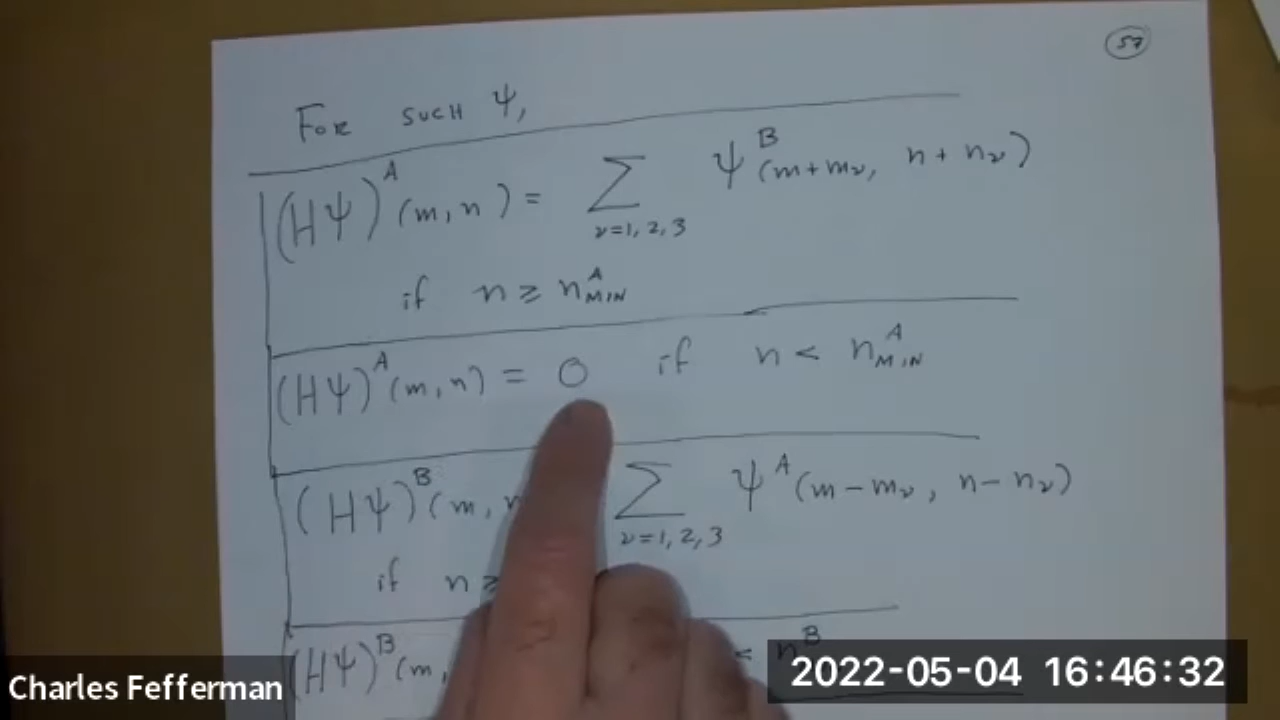 57
FOR SUCH Ψ,
(HΨ)^A (m, n) = Σ_{ν=1, 2, 3} Ψ^B (m + m_ν, n + n_ν)
if n ≥ n^A_MIN
(HΨ)^A (m, n) = 0 if n < n^A_MIN
(HΨ)^B (m, n Σ_{ν=1, 2, 3} Ψ^A (m − m_ν, n − n_ν)
if n ≥
(HΨ)^B (m, < n^B
Charles Fefferman
2022-05-04 16:46:32